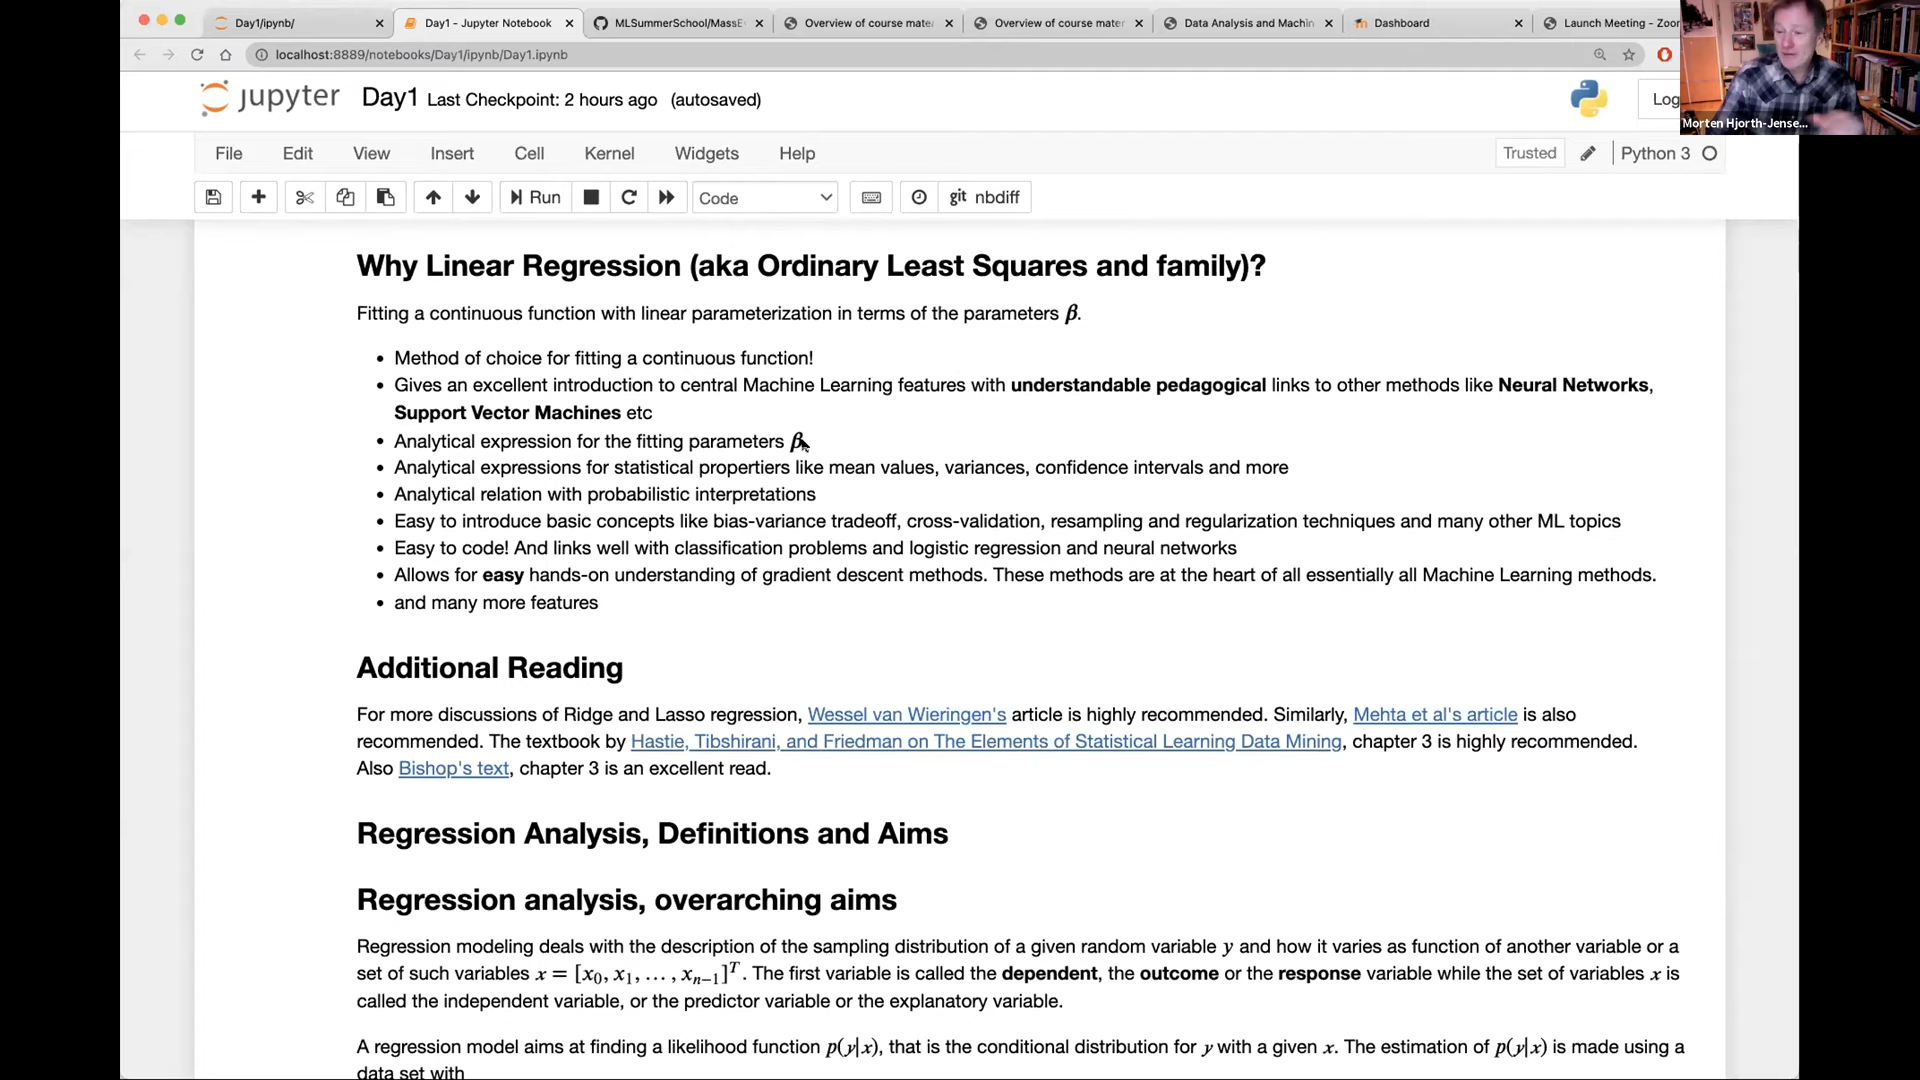 Day1/ipynb/
Day1 - Jupyter Notebook
MLSummerSchool/MassE
Overview of course mate
Overview of course mater
Data Analysis and Machin
Dashboard
Launch Meeting - Zoo
localhost:8889/notebooks/Day1/ipynb/Day1.ipynb
Morten Hjorth-Jense...
jupyter Day1 Last Checkpoint: 2 hours ago (autosaved)
Log
File Edit View Insert Cell Kernel Widgets Help
Trusted
Python 3
Run
Code
git nbdiff
Why Linear Regression (aka Ordinary Least Squares and family)?
Fitting a continuous function with linear parameterization in terms of the parameters β.
• Method of choice for fitting a continuous function!
• Gives an excellent introduction to central Machine Learning features with understandable pedagogical links to other methods like Neural Networks,
Support Vector Machines etc
• Analytical expression for the fitting parameters β
• Analytical expressions for statistical propertiers like mean values, variances, confidence intervals and more
• Analytical relation with probabilistic interpretations
• Easy to introduce basic concepts like bias-variance tradeoff, cross-validation, resampling and regularization techniques and many other ML topics
• Easy to code! And links well with classification problems and logistic regression and neural networks
• Allows for easy hands-on understanding of gradient descent methods. These methods are at the heart of all essentially all Machine Learning methods.
• and many more features
Additional Reading
For more discussions of Ridge and Lasso regression, Wessel van Wieringen's article is highly recommended. Similarly, Mehta et al's article is also
recommended. The textbook by Hastie, Tibshirani, and Friedman on The Elements of Statistical Learning Data Mining, chapter 3 is highly recommended.
Also Bishop's text, chapter 3 is an excellent read.
Regression Analysis, Definitions and Aims
Regression analysis, overarching aims
Regression modeling deals with the description of the sampling distribution of a given random variable y and how it varies as function of another variable or a
set of such variables x = [x₀, x₁, … , xₙ₋₁]ᵀ. The first variable is called the dependent, the outcome or the response variable while the set of variables x is
called the independent variable, or the predictor variable or the explanatory variable.
A regression model aims at finding a likelihood function p(y|x), that is the conditional distribution for y with a given x. The estimation of p(y|x) is made using a
data set with